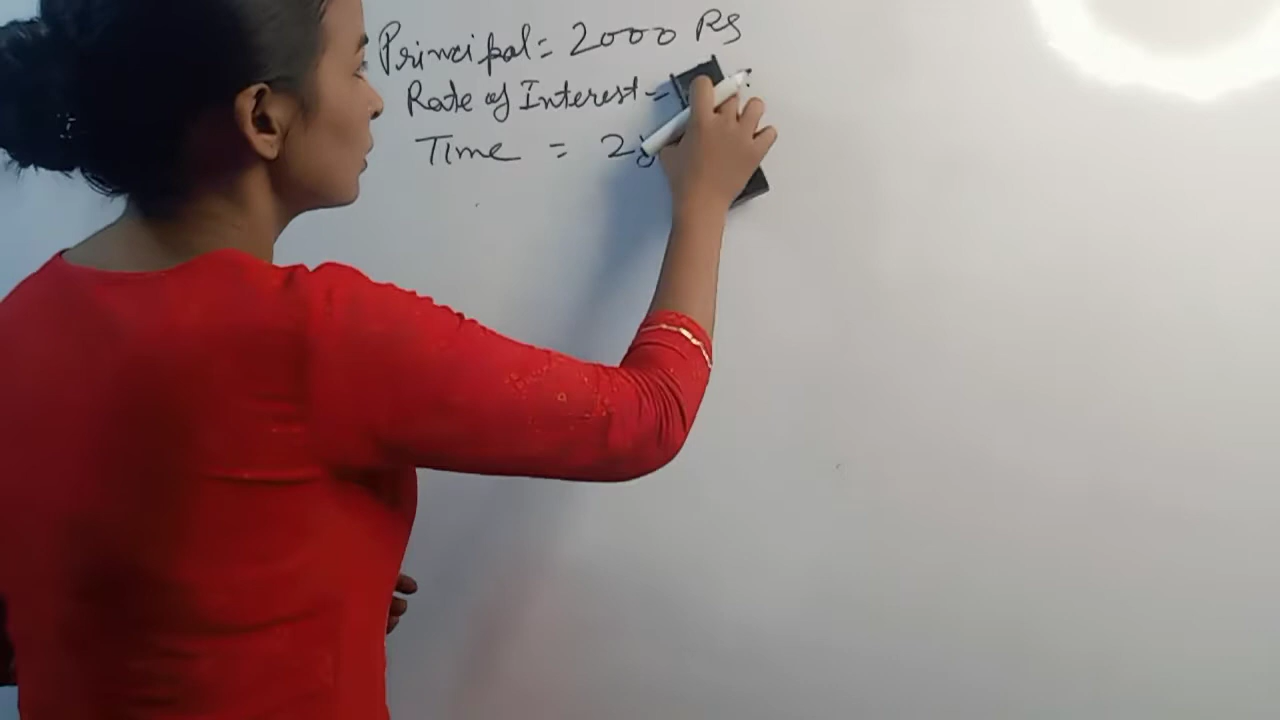 Principal = 2000 Rs
Rate of Interest =
Time = 2